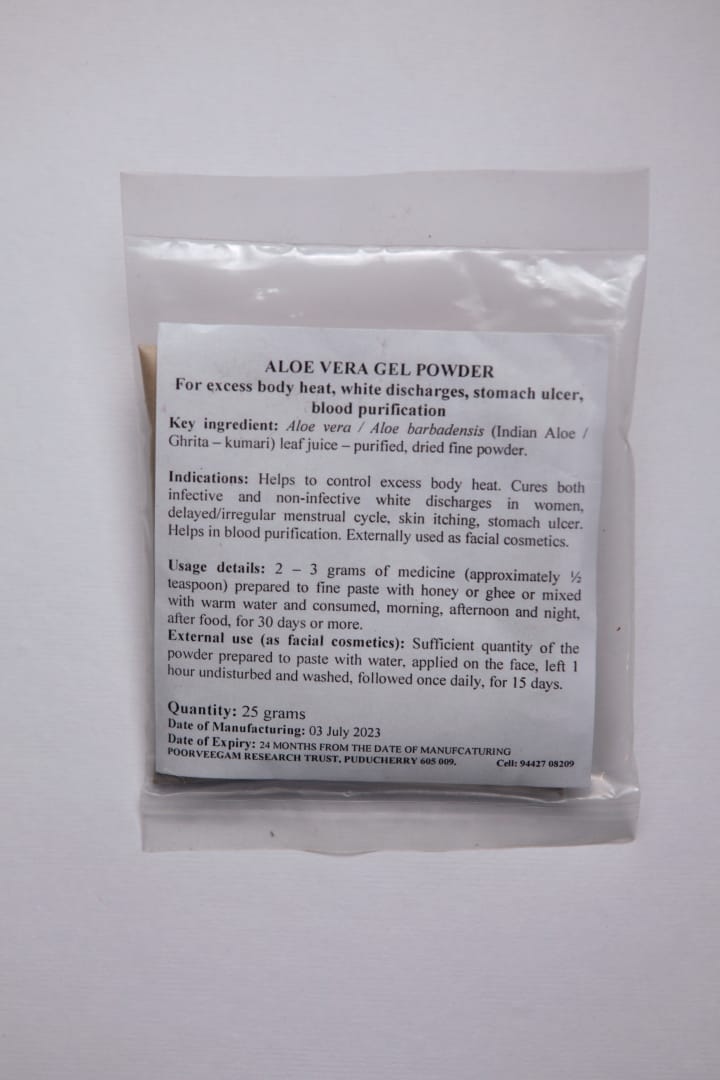 ALOE VERA GEL POWDER
For excess body heat, white discharges, stomach ulcer,
blood purification
Key ingredient: Aloe vera / Aloe barbadensis (Indian Aloe /
Ghrita – kumari) leaf juice – purified, dried fine powder.
Indications: Helps to control excess body heat. Cures both
infective and non-infective white discharges in women,
delayed/irregular menstrual cycle, skin itching, stomach ulcer.
Helps in blood purification. Externally used as facial cosmetics.
Usage details: 2 – 3 grams of medicine (approximately ½
teaspoon) prepared to fine paste with honey or ghee or mixed
with warm water and consumed, morning, afternoon and night,
after food, for 30 days or more.
External use (as facial cosmetics): Sufficient quantity of the
powder prepared to paste with water, applied on the face, left 1
hour undisturbed and washed, followed once daily, for 15 days.
Quantity: 25 grams
Date of Manufacturing: 03 July 2023
Date of Expiry: 24 MONTHS FROM THE DATE OF MANUFCATURING
POORVEEGAM RESEARCH TRUST, PUDUCHERRY 605 009. Cell: 94427 08209